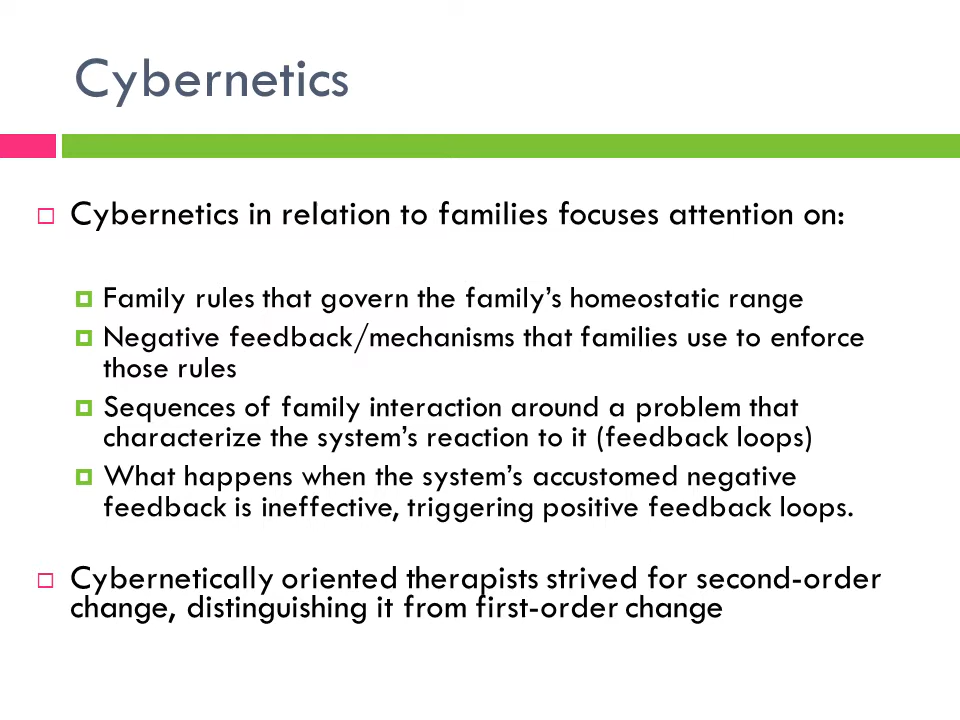 Cybernetics
Cybernetics in relation to families focuses attention on:
Family rules that govern the family’s homeostatic range
Negative feedback/mechanisms that families use to enforce
those rules
Sequences of family interaction around a problem that
characterize the system’s reaction to it (feedback loops)
What happens when the system’s accustomed negative
feedback is ineffective, triggering positive feedback loops.
Cybernetically oriented therapists strived for second-order
change, distinguishing it from first-order change